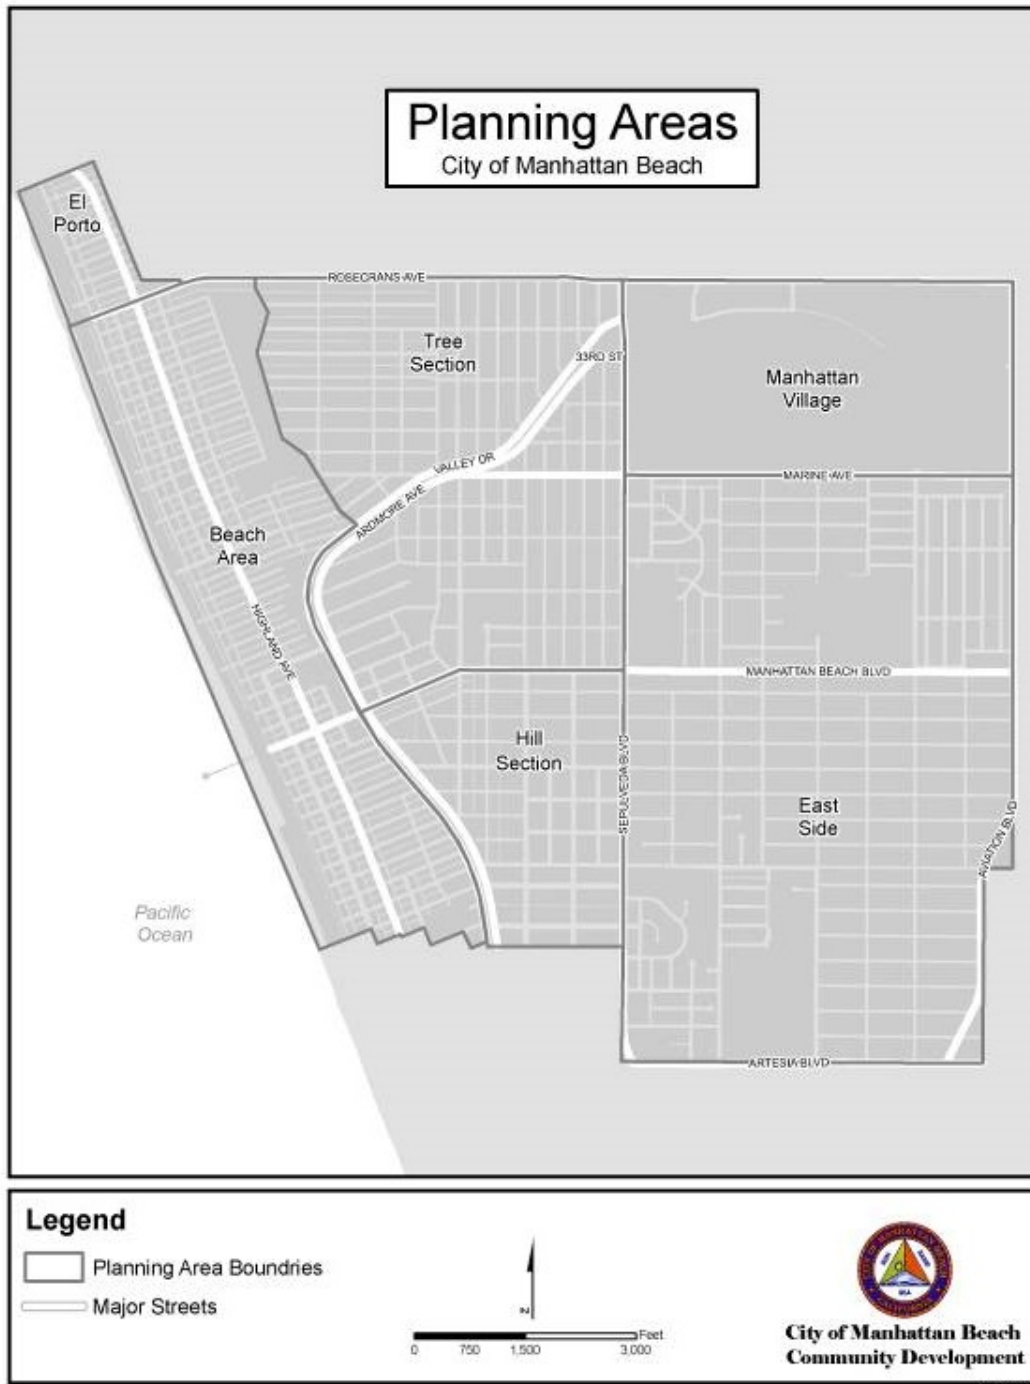 Planning Areas
City of Manhattan Beach
El
Porto
ROSECRANS AVE
Tree
Section
33RD ST
Manhattan
Village
VALLEY DR
MARINE AVE
ARDMORE AVE
Beach
Area
HIGHLAND AVE
MANHATTAN BEACH BLVD
Hill
Section
SEPULVEDA BLVD
East
Side
AVIATION BLVD
Pacific
Ocean
ARTESIA BLVD
Legend
Planning Area Boundries
Major Streets
N
Feet
0 750 1,500 3,000
City of Manhattan Beach
Community Development